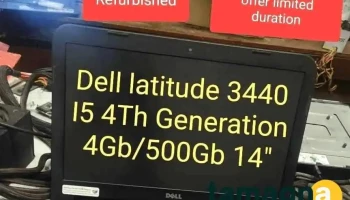 Refurbished
offer limited
duration
Dell latitude 3440
I5 4Th Generation
4Gb/500Gb 14"
DELL